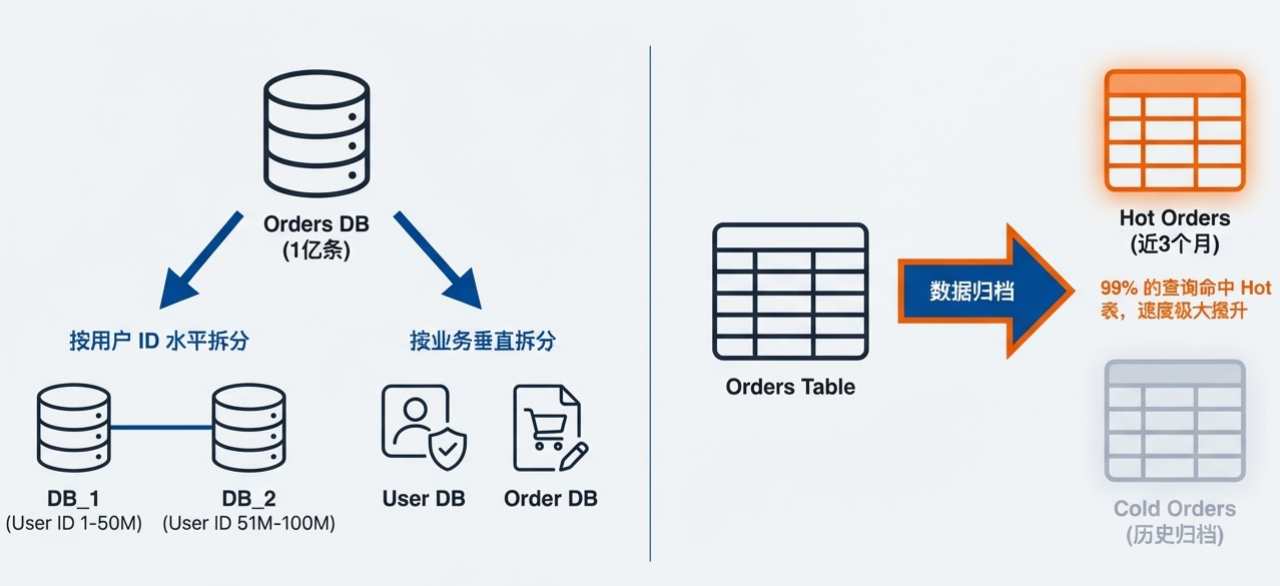 Orders DB
(1亿条)
按用户 ID 水平拆分
按业务垂直拆分
DB_1
(User ID 1-50M)
DB_2
(User ID 51M-100M)
User DB
Order DB
Orders Table
数据归档
Hot Orders
(近3个月)
99% 的查询命中 Hot
表，速度极大提升
Cold Orders
(历史归档)